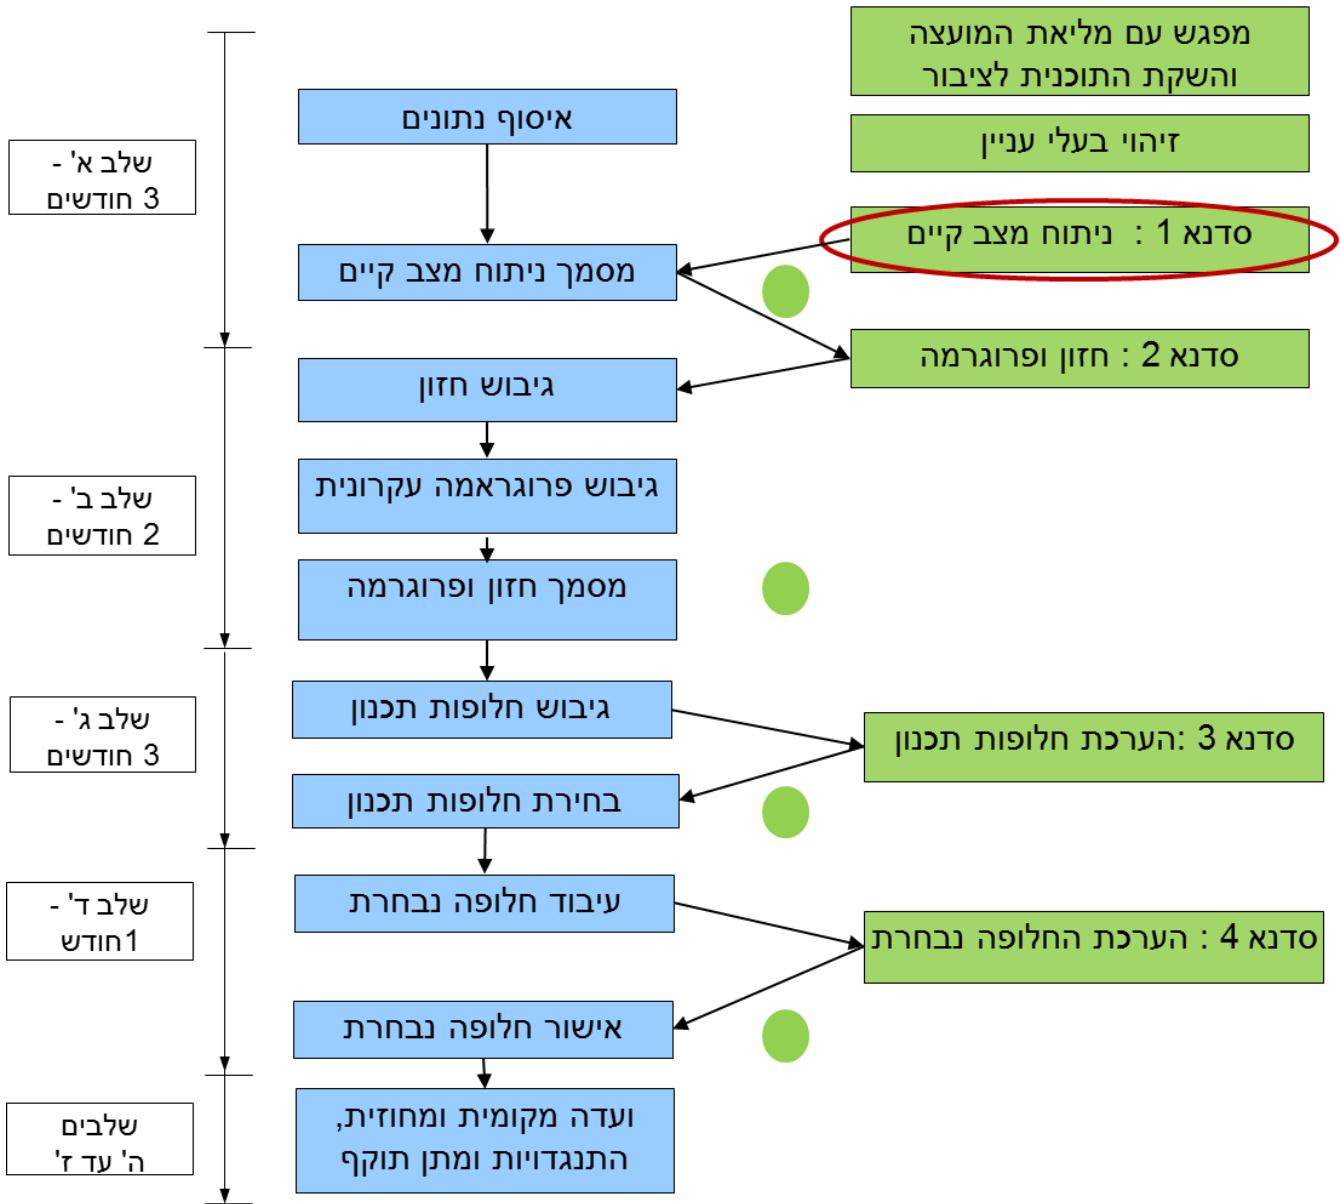 מפגש עם מליאת המועצה
והשקת התוכנית לציבור
איסוף נתונים
זיהוי בעלי עניין
שלב א' -
3 חודשים
סדנא 1 : ניתוח מצב קיים
מסמך ניתוח מצב קיים
סדנא 2 : חזון ופרוגרמה
גיבוש חזון
גיבוש פרוגראמה עקרונית
שלב ב' -
2 חודשים
מסמך חזון ופרוגרמה
גיבוש חלופות תכנון
שלב ג' -
3 חודשים
סדנא 3 :הערכת חלופות תכנון
בחירת חלופות תכנון
עיבוד חלופה נבחרת
שלב ד' -
1חודש
סדנא 4 : הערכת החלופה נבחרת
אישור חלופה נבחרת
ועדה מקומית ומחוזית,
התנגדויות ומתן תוקף
שלבים
ה' עד ז'